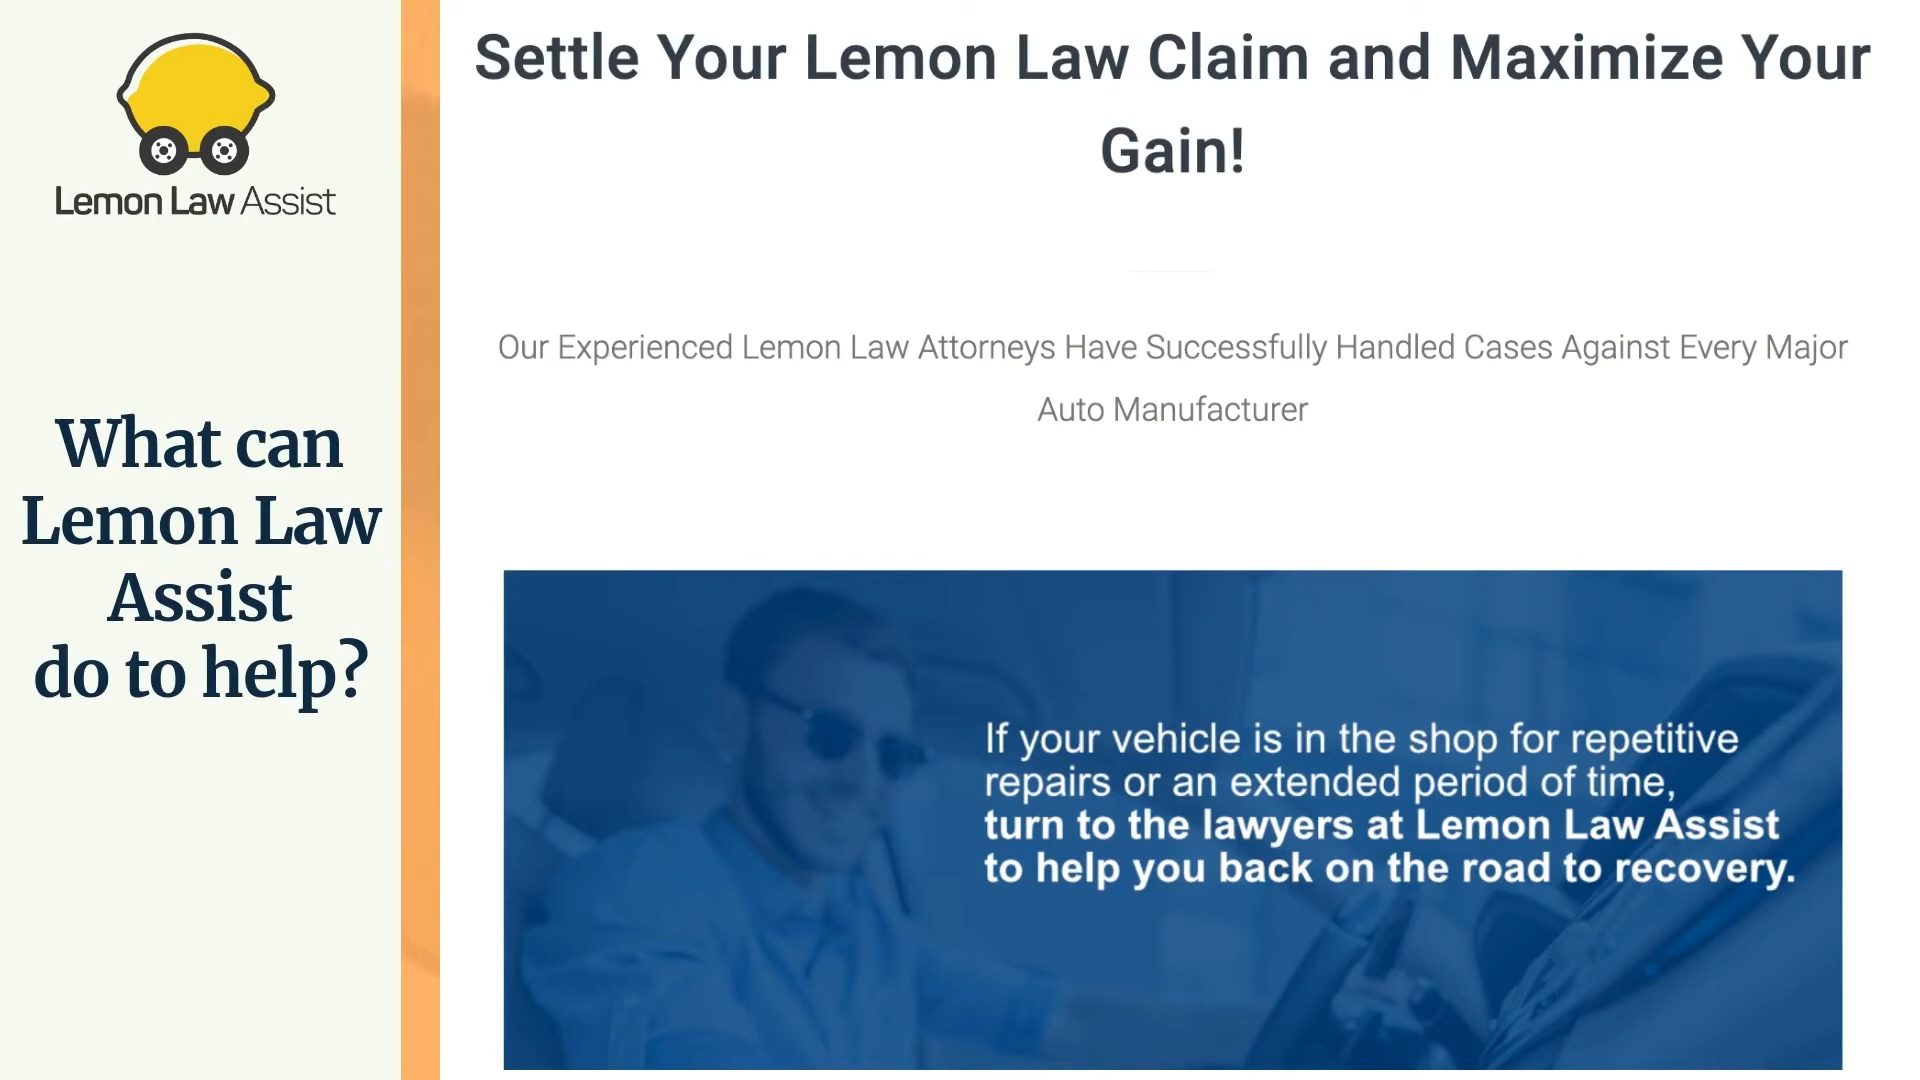 Lemon Law Assist
What can
Lemon Law
Assist
do to help?
Settle Your Lemon Law Claim and Maximize Your
Gain!
Our Experienced Lemon Law Attorneys Have Successfully Handled Cases Against Every Major
Auto Manufacturer
If your vehicle is in the shop for repetitive
repairs or an extended period of time,
turn to the lawyers at Lemon Law Assist
to help you back on the road to recovery.